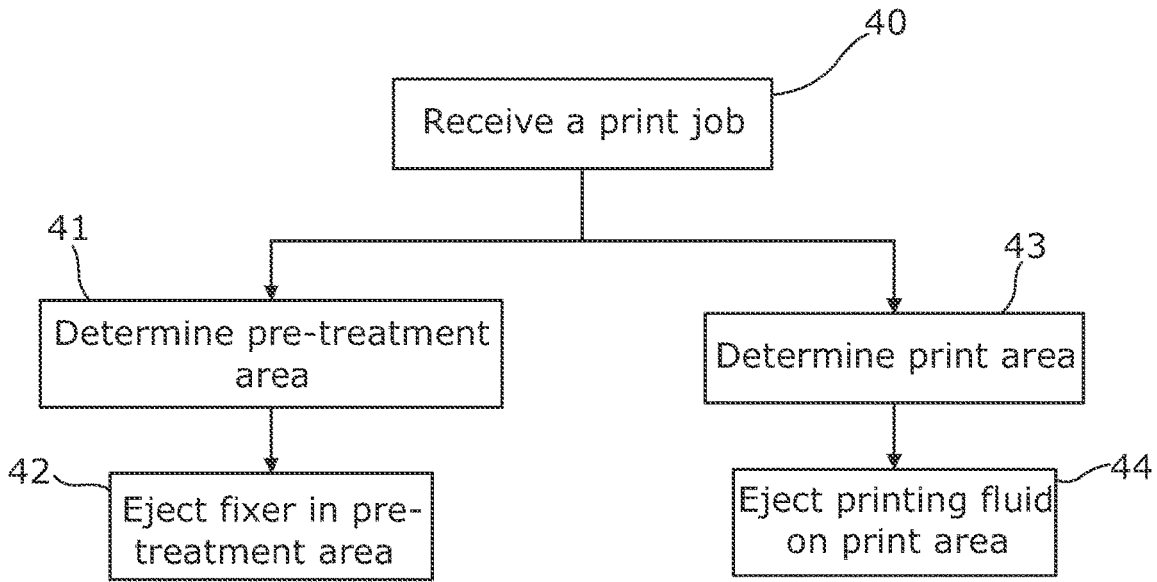 40
Receive a print job
41
Determine pre-treatment
area
43
Determine print area
42
Eject fixer in pre-
treatment area
44
Eject printing fluid
on print area